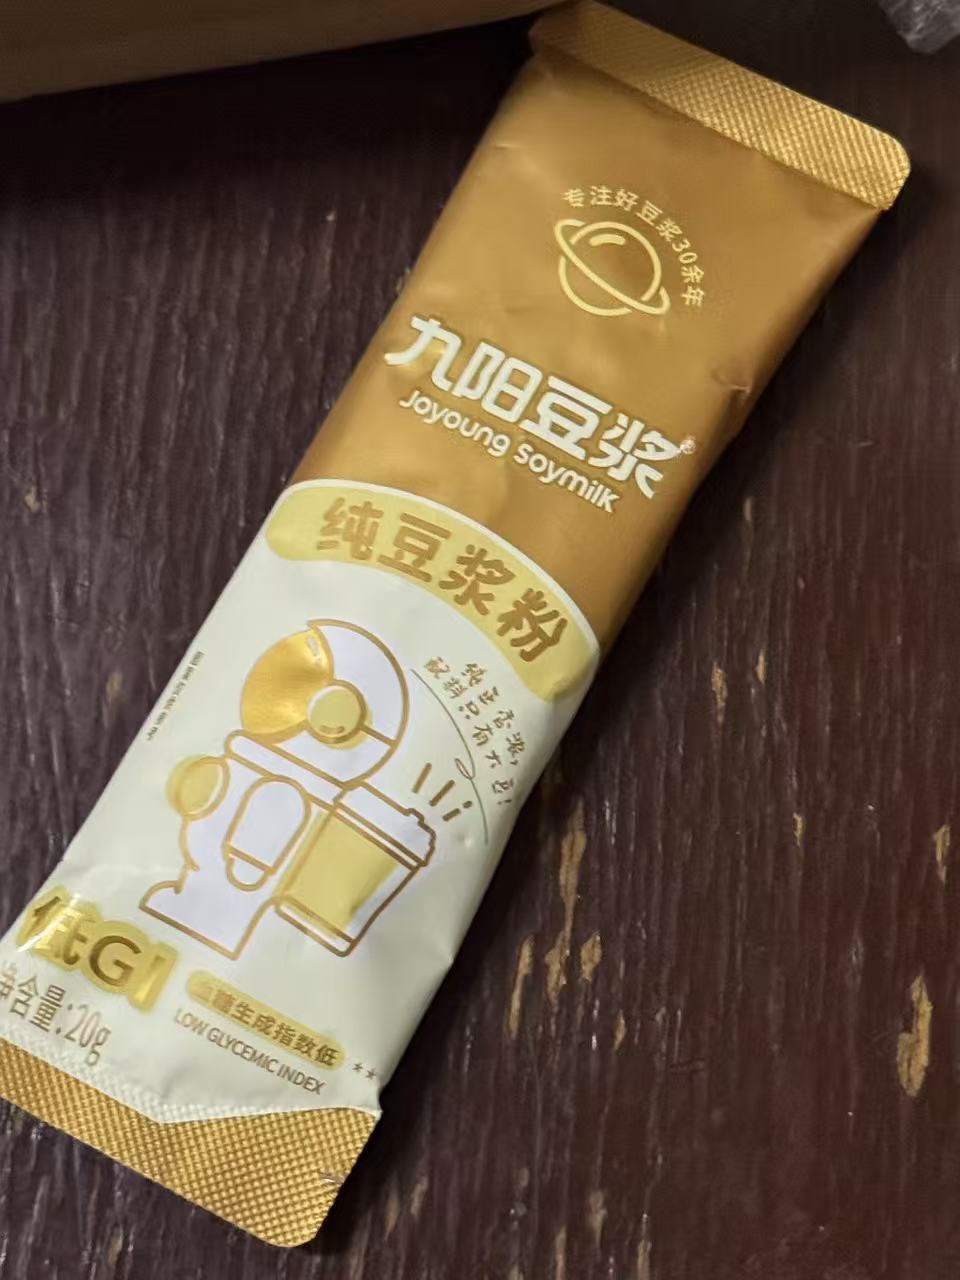 专注好豆浆30余年
九阳豆浆®
Joyoung Soymilk
纯豆浆粉
纯正香浓,
配料只有大豆!
低GI
血糖生成指数低
LOW GLYCEMIC INDEX
**
净含量:20g